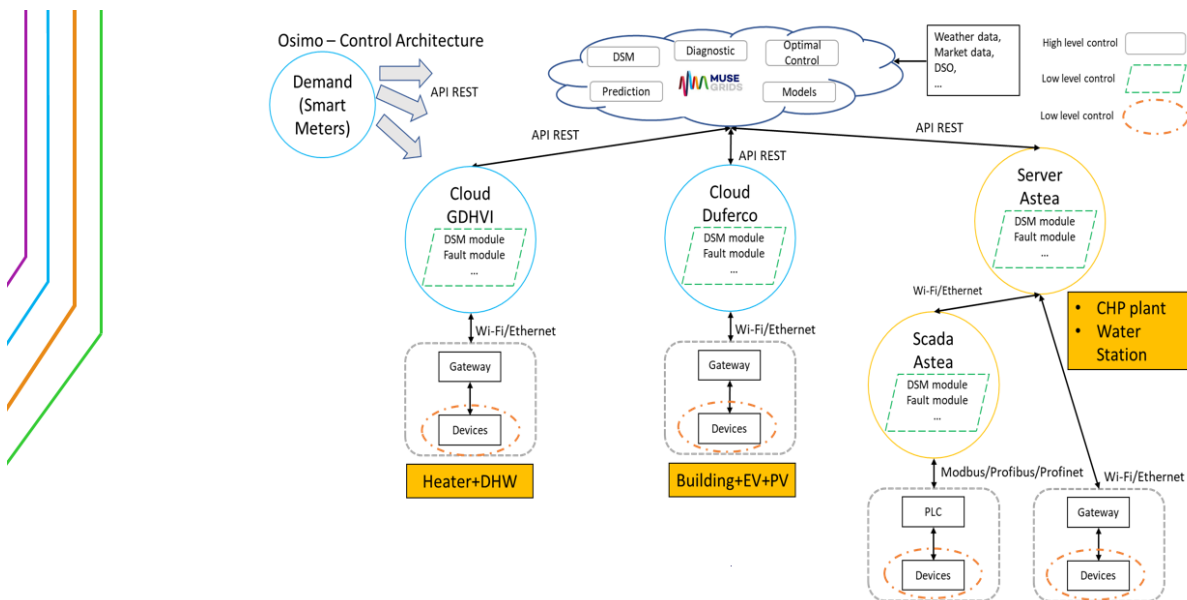 Osimo – Control Architecture
Demand
(Smart
Meters)
API REST
DSM
Diagnostic
Optimal
Control
MUSE
GRIDS
Prediction
Models
Weather data,
Market data,
DSO,
...
High level control
Low level control
Low level control
API REST
API REST
API REST
Cloud
GDHVI
DSM module
Fault module
...
Cloud
Duferco
DSM module
Fault module
...
Server
Astea
DSM module
Fault module
...
Wi-Fi/Ethernet
Wi-Fi/Ethernet
Wi-Fi/Ethernet
• CHP plant
• Water
Station
Gateway
Devices
Heater+DHW
Gateway
Devices
Building+EV+PV
Scada
Astea
DSM module
Fault module
...
Modbus/Profibus/Profinet
Wi-Fi/Ethernet
PLC
Devices
Gateway
Devices